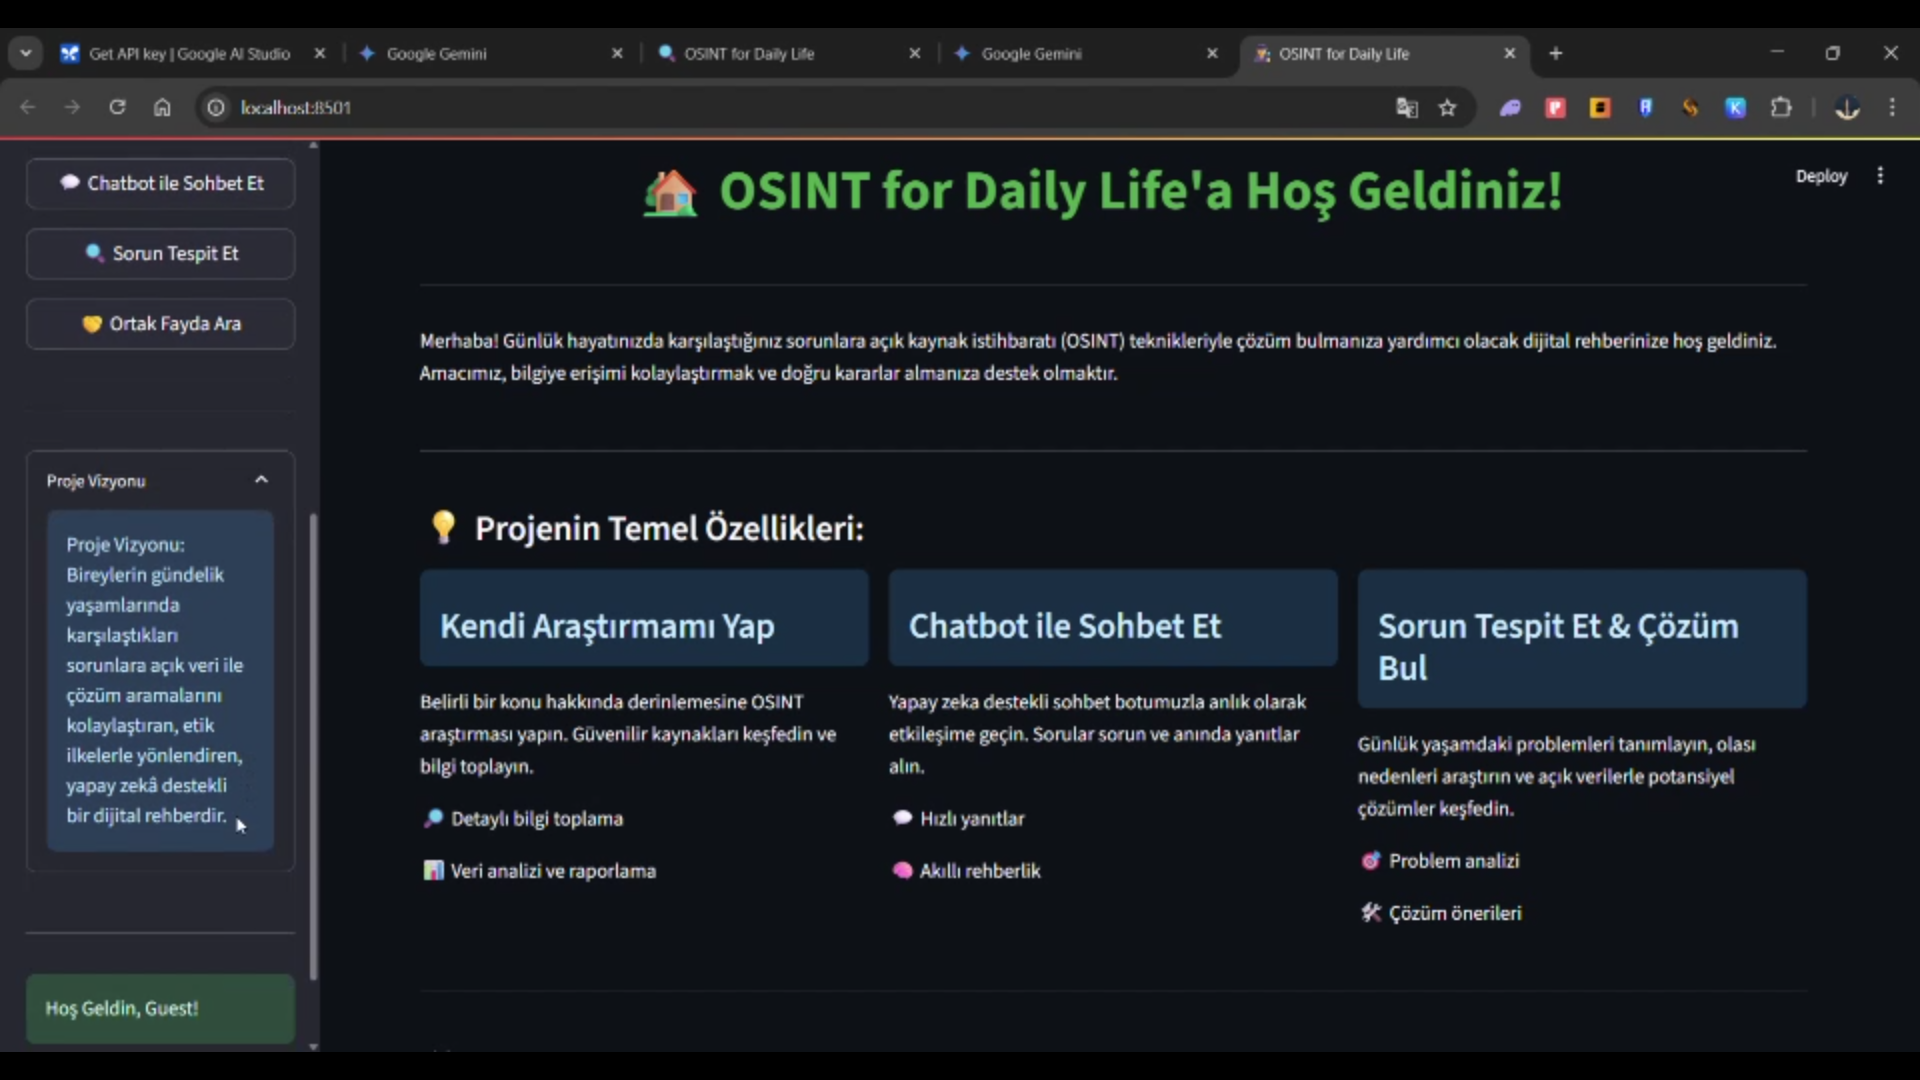 Get API key | Google AI Studio
Google Gemini
OSINT for Daily Life
Google Gemini
OSINT for Daily Life
localhost:8501
Chatbot ile Sohbet Et
Sorun Tespit Et
Ortak Fayda Ara
Proje Vizyonu
Proje Vizyonu:
Bireylerin gündelik
yaşamlarında
karşılaştıkları
sorunlara açık veri ile
çözüm aramalarını
kolaylaştıran, etik
ilkelerle yönlendiren,
yapay zekâ destekli
bir dijital rehberdir.
Hoş Geldin, Guest!
Deploy
OSINT for Daily Life'a Hoş Geldiniz!
Merhaba! Günlük hayatınızda karşılaştığınız sorunlara açık kaynak istihbaratı (OSINT) teknikleriyle çözüm bulmanıza yardımcı olacak dijital rehberinize hoş geldiniz.
Amacımız, bilgiye erişimi kolaylaştırmak ve doğru kararlar almanıza destek olmaktır.
Projenin Temel Özellikleri:
Kendi Araştırmamı Yap
Belirli bir konu hakkında derinlemesine OSINT
araştırması yapın. Güvenilir kaynakları keşfedin ve
bilgi toplayın.
Detaylı bilgi toplama
Veri analizi ve raporlama
Chatbot ile Sohbet Et
Yapay zeka destekli sohbet botumuzla anlık olarak
etkileşime geçin. Sorular sorun ve anında yanıtlar
alın.
Hızlı yanıtlar
Akıllı rehberlik
Sorun Tespit Et & Çözüm
Bul
Günlük yaşamdaki problemleri tanımlayın, olası
nedenleri araştırın ve açık verilerle potansiyel
çözümler keşfedin.
Problem analizi
Çözüm önerileri